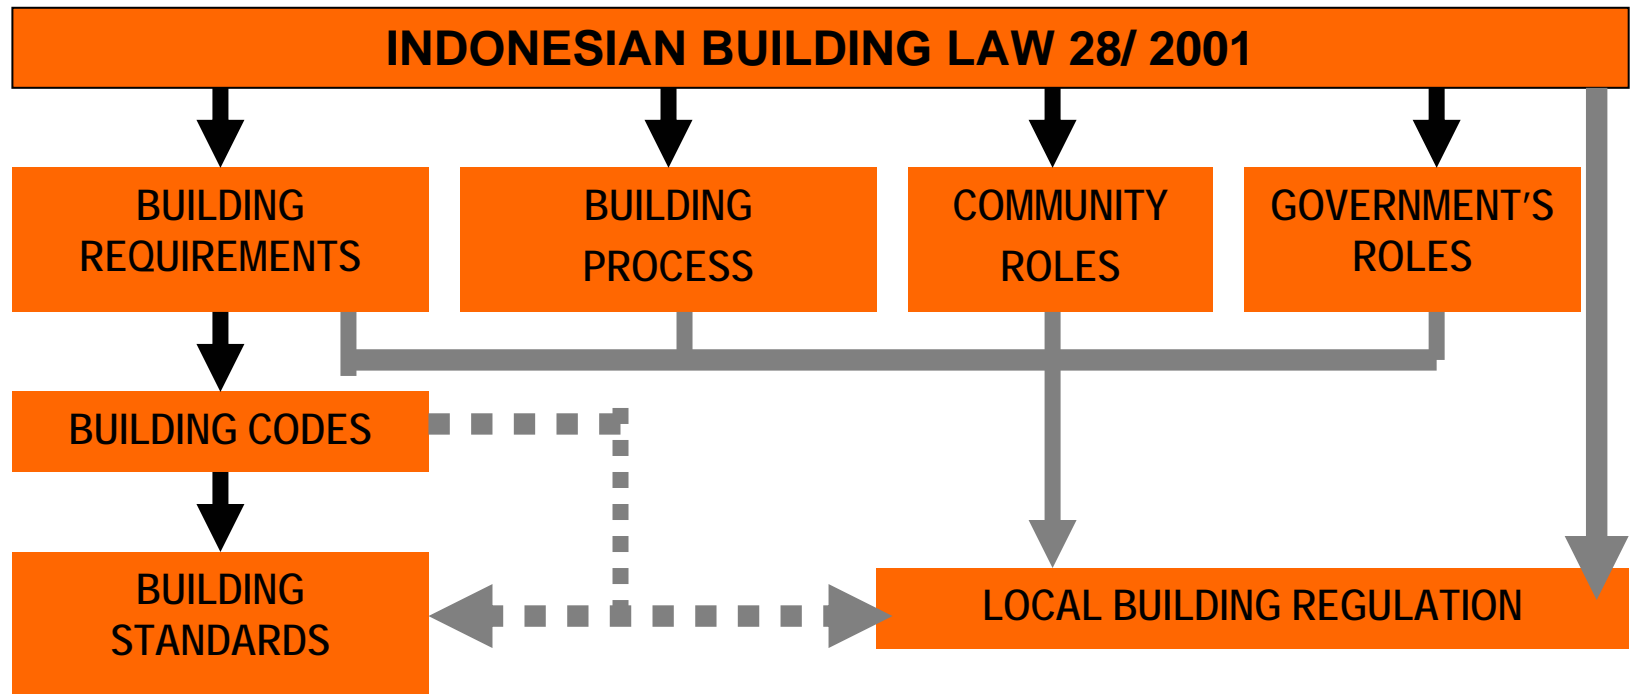 INDONESIAN BUILDING LAW 28/ 2001
BUILDING
REQUIREMENTS
BUILDING
PROCESS
COMMUNITY
ROLES
GOVERNMENT'S
ROLES
BUILDING CODES
BUILDING
STANDARDS
LOCAL BUILDING REGULATION